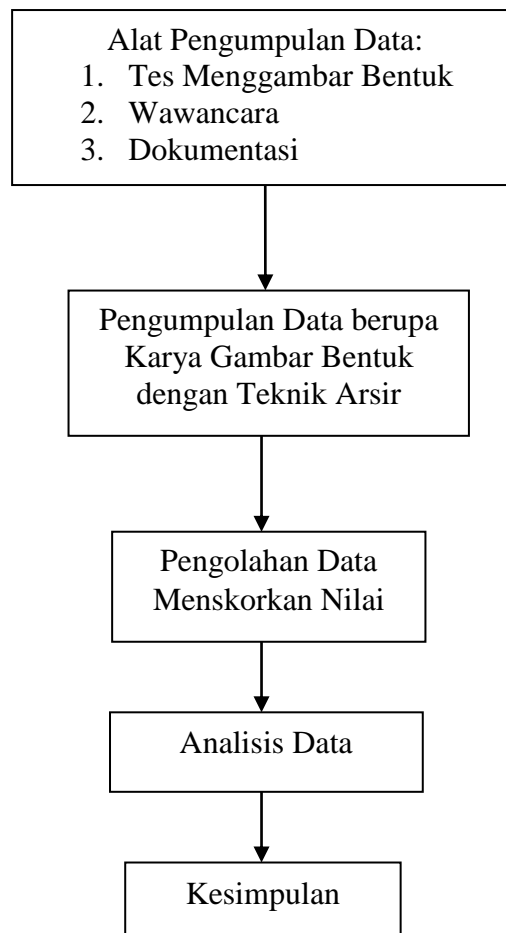 Alat Pengumpulan Data:
1. Tes Menggambar Bentuk
2. Wawancara
3. Dokumentasi
Pengumpulan Data berupa
Karya Gambar Bentuk
dengan Teknik Arsir
Pengolahan Data
Menskorkan Nilai
Analisis Data
Kesimpulan